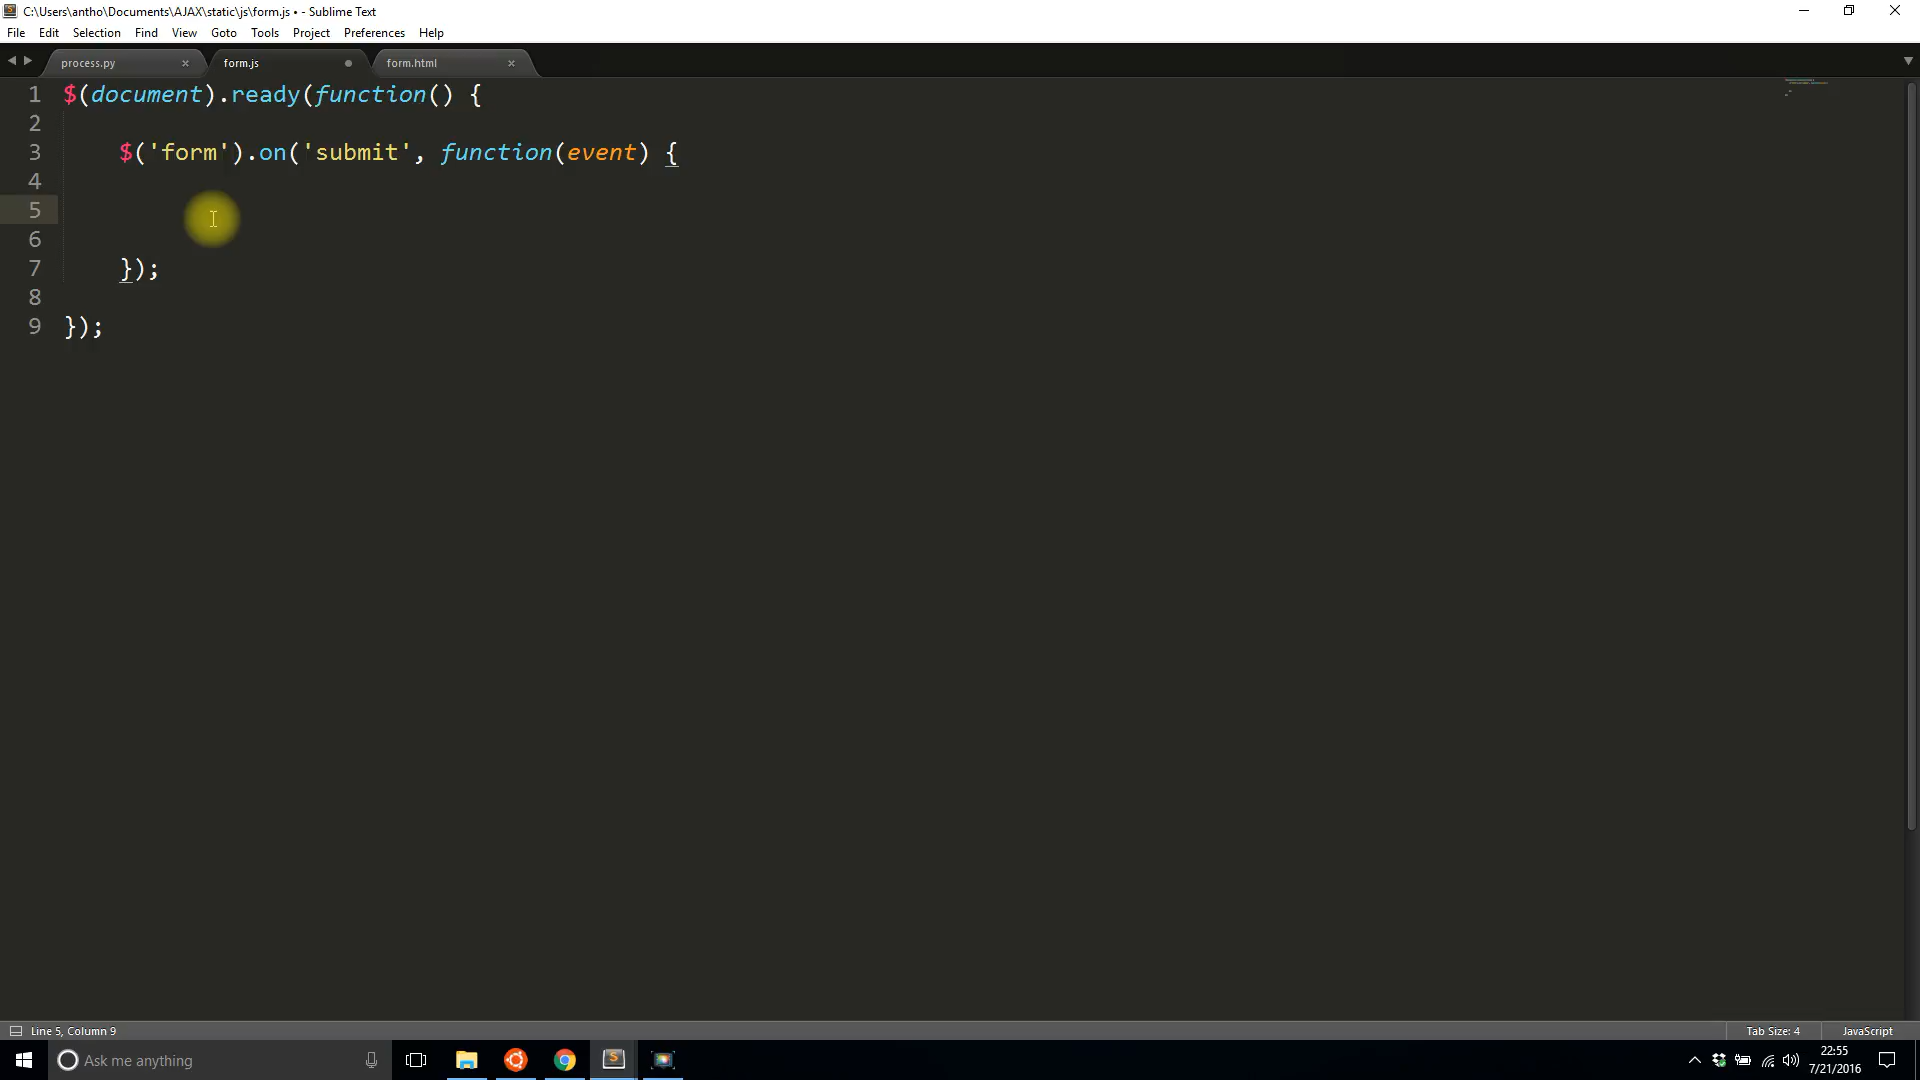 C:\Users\antho\Documents\AJAX\static\js\form.js • - Sublime Text
File Edit Selection Find View Goto Tools Project Preferences Help
process.py form.js form.html
1 $(document).ready(function() {
2
3 $('form').on('submit', function(event) {
4
5
6
7 });
8
9 });
Line 5, Column 9 Tab Size: 4 JavaScript
Ask me anything
22:55
7/21/2016